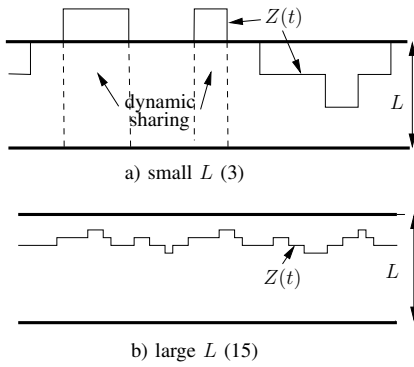 Z(t)
dynamic
sharing
L
a) small L (3)
Z(t)
L
b) large L (15)